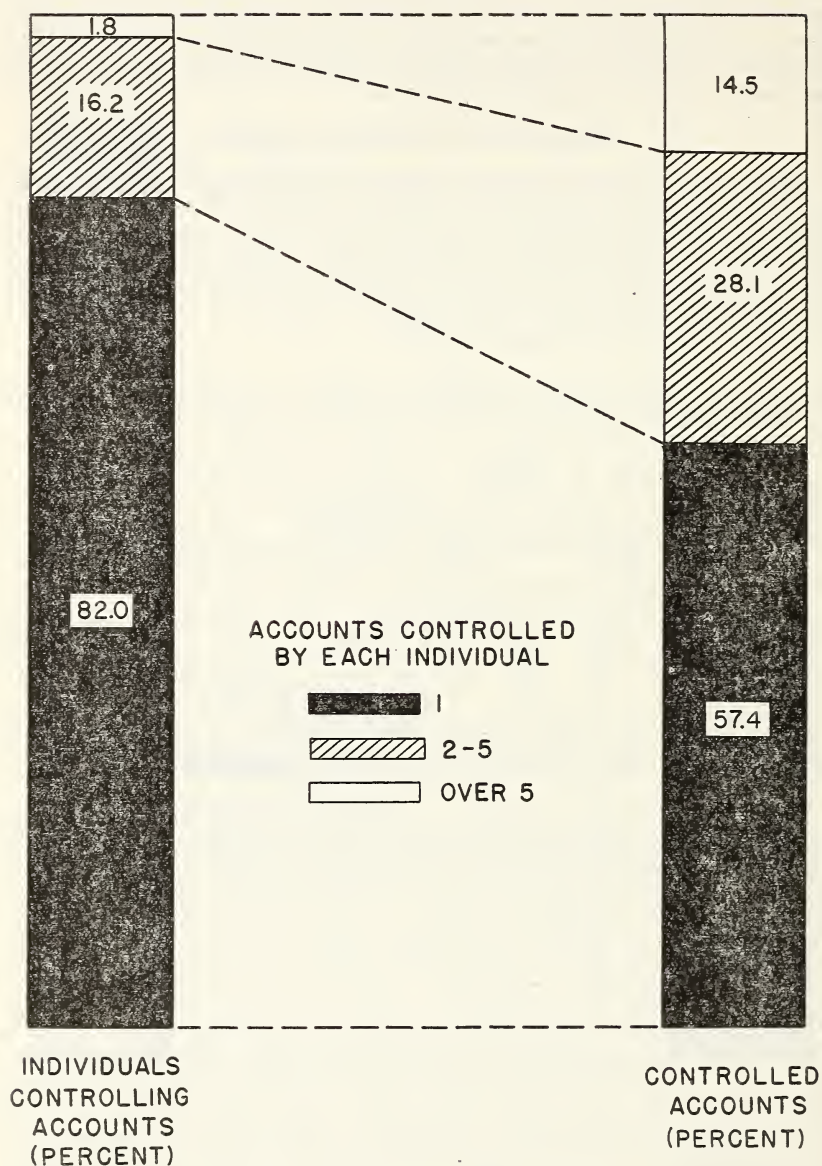 1.8
16.2
14.5
28.1
82.0
ACCOUNTS CONTROLLED
BY EACH INDIVIDUAL
1
2-5
OVER 5
57.4
INDIVIDUALS
CONTROLLING
ACCOUNTS
(PERCENT)
CONTROLLED
ACCOUNTS
(PERCENT)